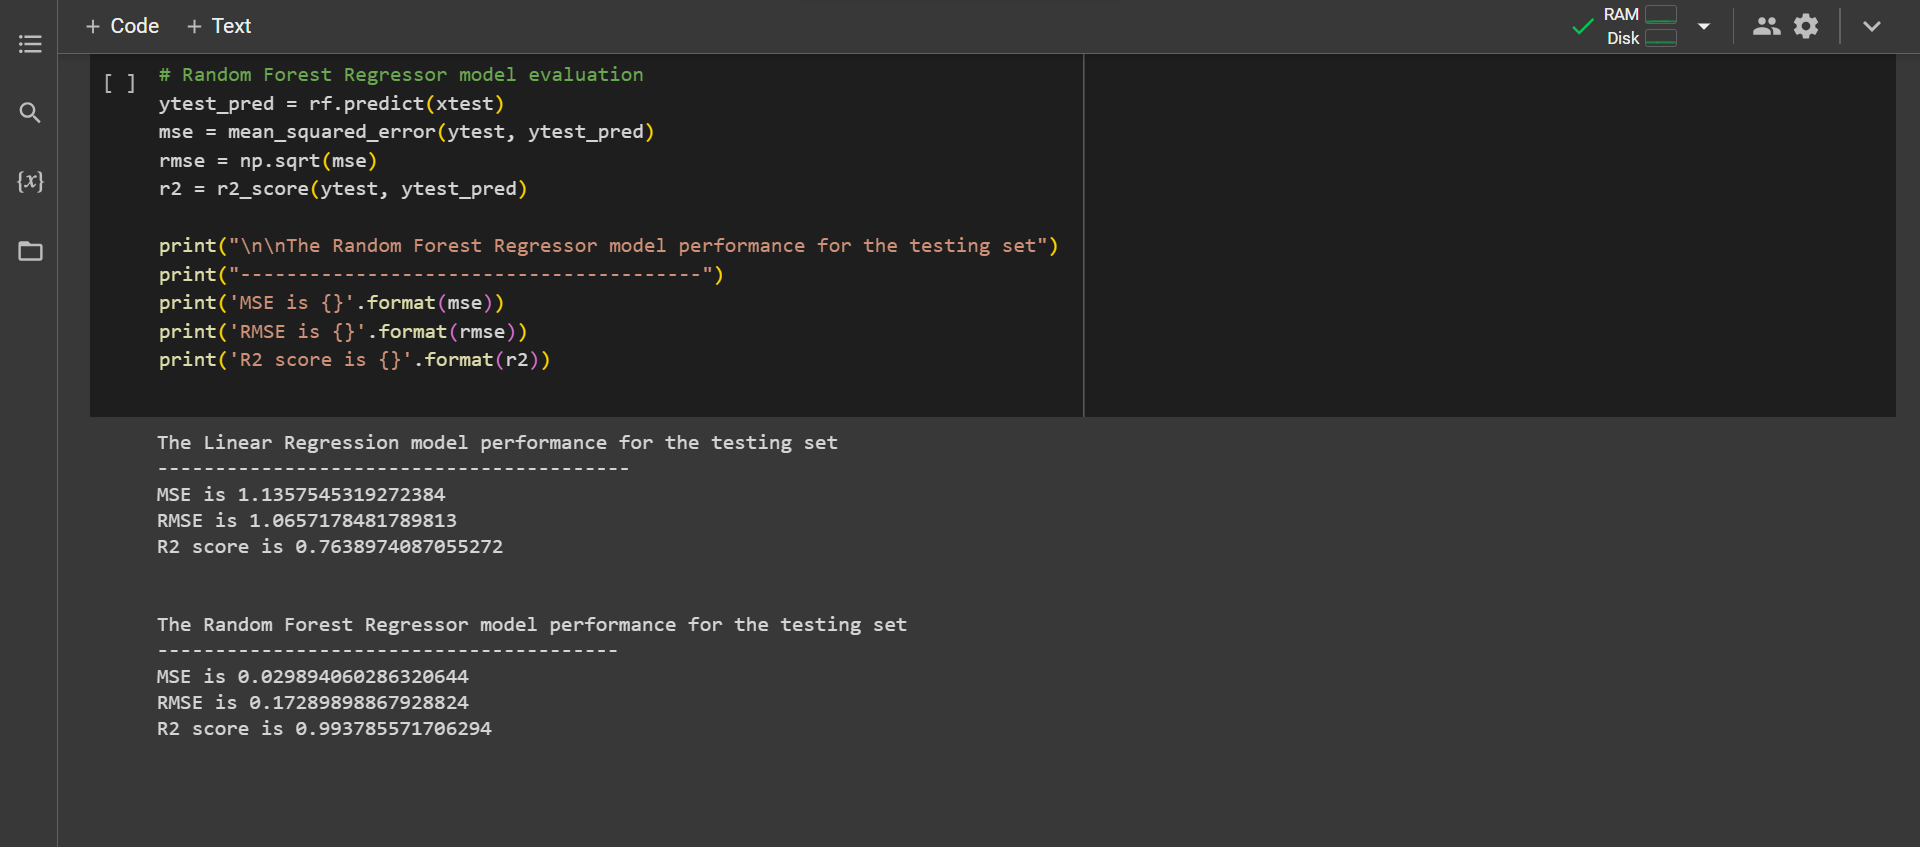 + Code + Text
RAM
Disk
{x}
[ ]
# Random Forest Regressor model evaluation
ytest_pred = rf.predict(xtest)
mse = mean_squared_error(ytest, ytest_pred)
rmse = np.sqrt(mse)
r2 = r2_score(ytest, ytest_pred)
print("\n\nThe Random Forest Regressor model performance for the testing set")
print("----------------------------------------")
print('MSE is {}'.format(mse))
print('RMSE is {}'.format(rmse))
print('R2 score is {}'.format(r2))
The Linear Regression model performance for the testing set
-----------------------------------------
MSE is 1.1357545319272384
RMSE is 1.0657178481789813
R2 score is 0.7638974087055272
The Random Forest Regressor model performance for the testing set
----------------------------------------
MSE is 0.029894060286320644
RMSE is 0.17289898867928824
R2 score is 0.993785571706294